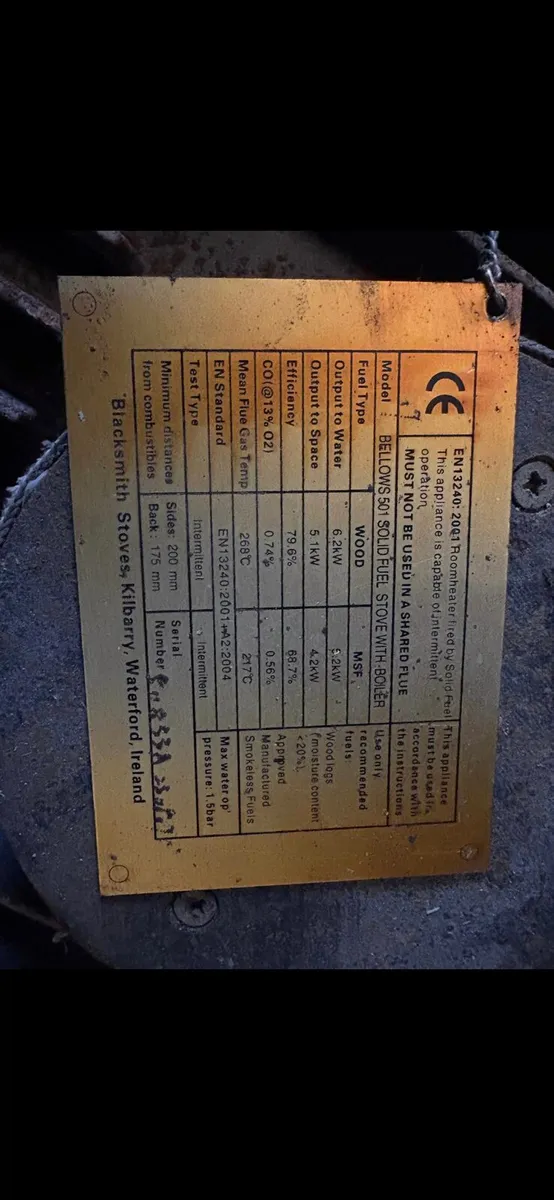 CE
17
EN13240: 2001 Roomheater fired by Solid Fuel
This appliance is capable of intermittent
operation
MUST NOT BE USED IN A SHARED FLUE
This appliance
must be used in
accordance with
the instructions
Model : BELLOWS 501 SOLID FUEL STOVE WITH BOILER
Use only
recommended
fuels:
Fuel Type WOOD MSF
Output to Water 6.2kW 5.2kW
Output to Space 5.1kW 4.2kW
Efficiency 79.6% 68.7%
CO(@13% O2) 0.74% 0.56%
Mean Flue Gas Temp 268℃ 217℃
Wood logs
(moisture content
<20%).
Approved
Manufactured
Smokeless Fuels
EN Standard EN13240:2001+A2:2004
Test Type Intermittent Intermittent
Max water op'
pressure: 1.5bar
Minimum distances
from combustibles
Sides: 200 mm
Back : 175 mm
Serial
Number
Blacksmith Stoves, Kilbarry, Waterford, Ireland